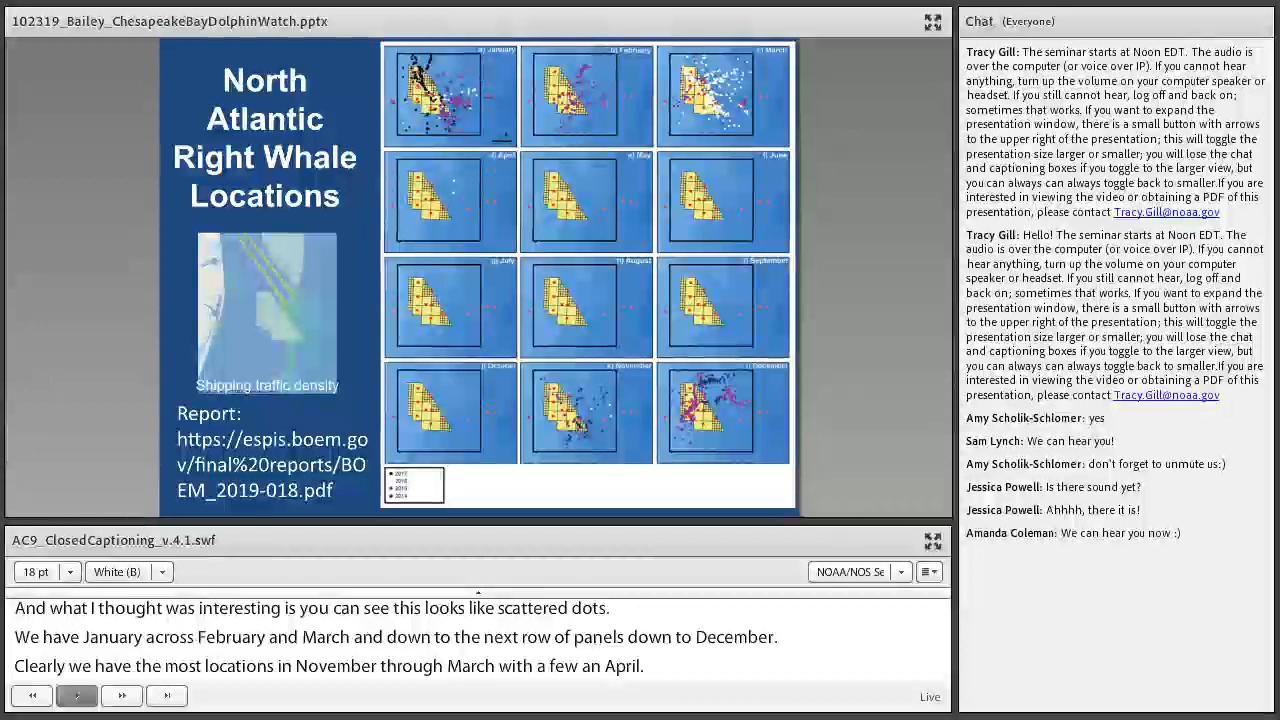 102319_Bailey_ChesapeakeBayDolphinWatch.pptx
North
Atlantic
Right Whale
Locations
Shipping traffic density
Report:
https://espis.boem.go
v/final%20reports/BO
EM_2019-018.pdf
a) January
b) February
c) March
d) April
e) May
f) June
g) July
h) August
i) September
j) October
k) November
l) December
2017
2016
2015
2014
AC9_ClosedCaptioning_v.4.1.swf
18 pt
White (B)
NOAA/NOS Se
And what I thought was interesting is you can see this looks like scattered dots.
We have January across February and March and down to the next row of panels down to December.
Clearly we have the most locations in November through March with a few an April.
Live
Chat (Everyone)
Tracy Gill: The seminar starts at Noon EDT. The audio is
over the computer (or voice over IP). If you cannot hear
anything, turn up the volume on your computer speaker or
headset. If you still cannot hear, log off and back on;
sometimes that works. If you want to expand the
presentation window, there is a small button with arrows
to the upper right of the presentation; this will toggle the
presentation size larger or smaller; you will lose the chat
and captioning boxes if you toggle to the larger view, but
you can always can always toggle back to smaller.If you are
interested in viewing the video or obtaining a PDF of this
presentation, please contact Tracy.Gill@noaa.gov
Tracy Gill: Hello! The seminar starts at Noon EDT. The
audio is over the computer (or voice over IP). If you cannot
hear anything, turn up the volume on your computer
speaker or headset. If you still cannot hear, log off and
back on; sometimes that works. If you want to expand the
presentation window, there is a small button with arrows
to the upper right of the presentation; this will toggle the
presentation size larger or smaller; you will lose the chat
and captioning boxes if you toggle to the larger view, but
you can always can always toggle back to smaller.If you are
interested in viewing the video or obtaining a PDF of this
presentation, please contact Tracy.Gill@noaa.gov
Amy Scholik-Schlomer: yes
Sam Lynch: We can hear you!
Amy Scholik-Schlomer: don't forget to unmute us:)
Jessica Powell: Is there sound yet?
Jessica Powell: Ahhhh, there it is!
Amanda Coleman: We can hear you now :)